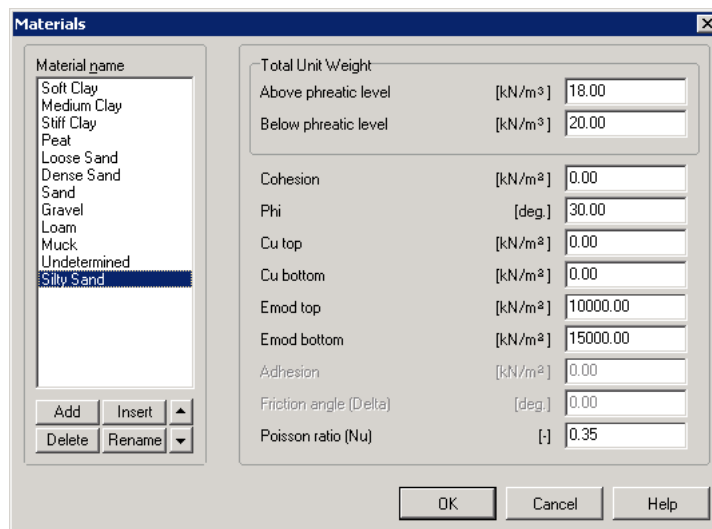 Materials
Material name
Soft Clay
Medium Clay
Stiff Clay
Peat
Loose Sand
Dense Sand
Sand
Gravel
Loam
Muck
Undetermined
Silty Sand
Add Insert
Delete Rename
Total Unit Weight
Above phreatic level [kN/m³] 18.00
Below phreatic level [kN/m³] 20.00
Cohesion [kN/m²] 0.00
Phi [deg.] 30.00
Cu top [kN/m²] 0.00
Cu bottom [kN/m²] 0.00
Emod top [kN/m²] 10000.00
Emod bottom [kN/m²] 15000.00
Adhesion [kN/m²] 0.00
Friction angle (Delta) [deg.] 0.00
Poisson ratio (Nu) [-] 0.35
OK Cancel Help